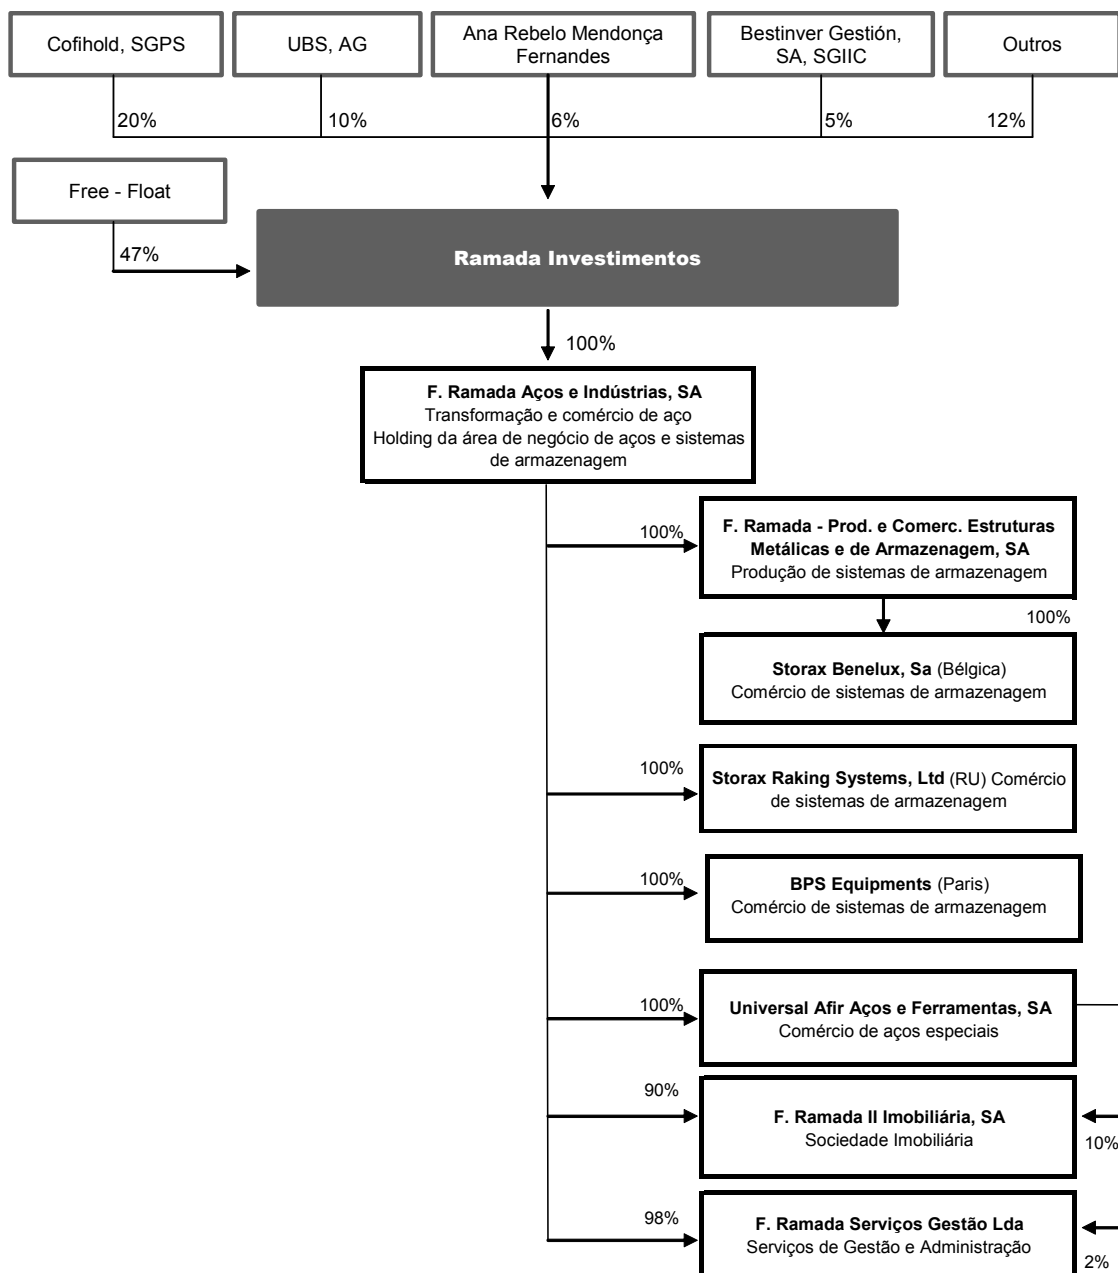 Cofihold, SGPS
UBS, AG
Ana Rebelo Mendonça
Fernandes
Bestinver Gestión,
SA, SGIIC
Outros
20%
10%
6%
5%
12%
Free - Float
47%
Ramada Investimentos
100%
F. Ramada Aços e Indústrias, SA
Transformação e comércio de aço
Holding da área de negócio de aços e sistemas
de armazenagem
100%
F. Ramada - Prod. e Comerc. Estruturas
Metálicas e de Armazenagem, SA
Produção de sistemas de armazenagem
100%
Storax Benelux, Sa (Bélgica)
Comércio de sistemas de armazenagem
100%
Storax Raking Systems, Ltd (RU) Comércio
de sistemas de armazenagem
100%
BPS Equipments (Paris)
Comércio de sistemas de armazenagem
100%
Universal Afir Aços e Ferramentas, SA
Comércio de aços especiais
90%
F. Ramada II Imobiliária, SA
Sociedade Imobiliária
10%
98%
F. Ramada Serviços Gestão Lda
Serviços de Gestão e Administração
2%